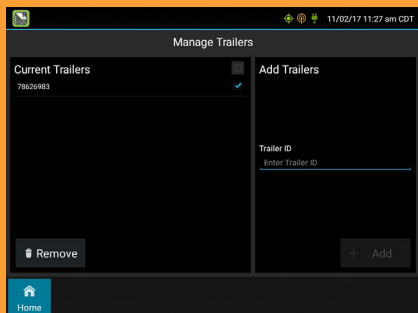 11/02/17 11:27 am CDT
Manage Trailers
Current Trailers
78626983
Remove
Add Trailers
Trailer ID
Enter Trailer ID
+ Add
Home